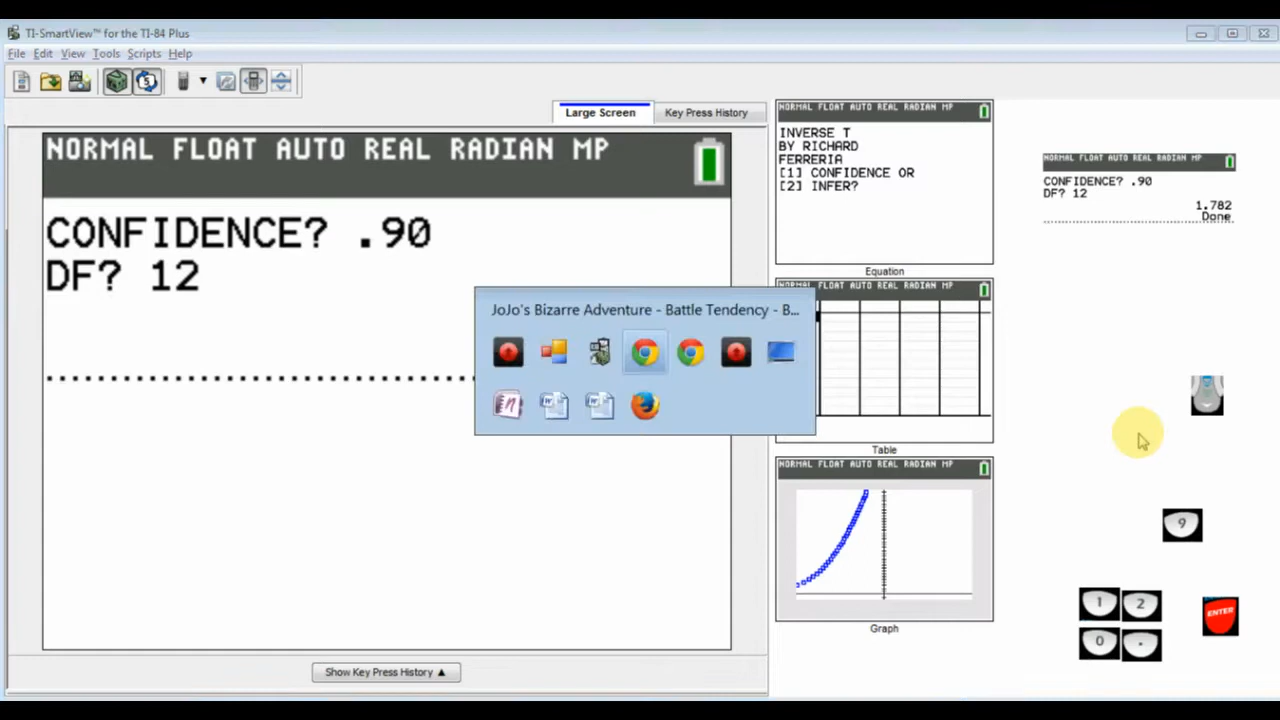 TI-SmartView™ for the TI-84 Plus
File Edit View Tools Scripts Help
Large Screen
Key Press History
NORMAL FLOAT AUTO REAL RADIAN MP
CONFIDENCE? .90
DF? 12
JoJo's Bizarre Adventure - Battle Tendency - B...
Show Key Press History ▲
NORMAL FLOAT AUTO REAL RADIAN MP
INVERSE T
BY RICHARD
FERRERIA
[1] CONFIDENCE OR
[2] INFER?
Equation
NORMAL FLOAT AUTO REAL RADIAN MP
Table
NORMAL FLOAT AUTO REAL RADIAN MP
Graph
NORMAL FLOAT AUTO REAL RADIAN MP
CONFIDENCE? .90
DF? 12
1.782
Done
9
1 2
ENTER
0 .